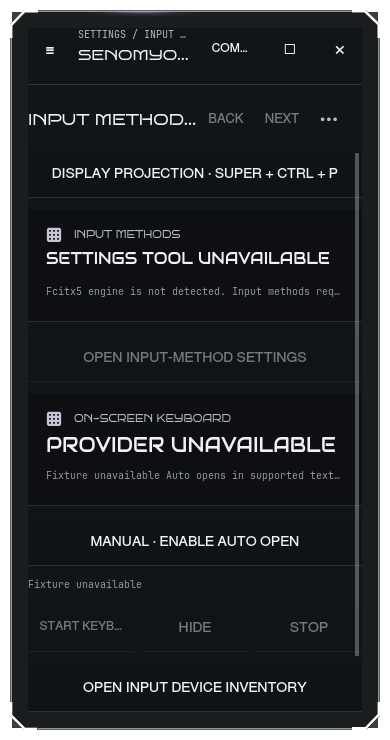 SETTINGS / INPUT …
SENOMYO...
COM...
INPUT METHOD...
BACK
NEXT
DISPLAY PROJECTION · SUPER + CTRL + P
INPUT METHODS
SETTINGS TOOL UNAVAILABLE
Fcitx5 engine is not detected. Input methods req…
OPEN INPUT-METHOD SETTINGS
ON-SCREEN KEYBOARD
PROVIDER UNAVAILABLE
Fixture unavailable Auto opens in supported text…
MANUAL · ENABLE AUTO OPEN
Fixture unavailable
START KEYB...
HIDE
STOP
OPEN INPUT DEVICE INVENTORY